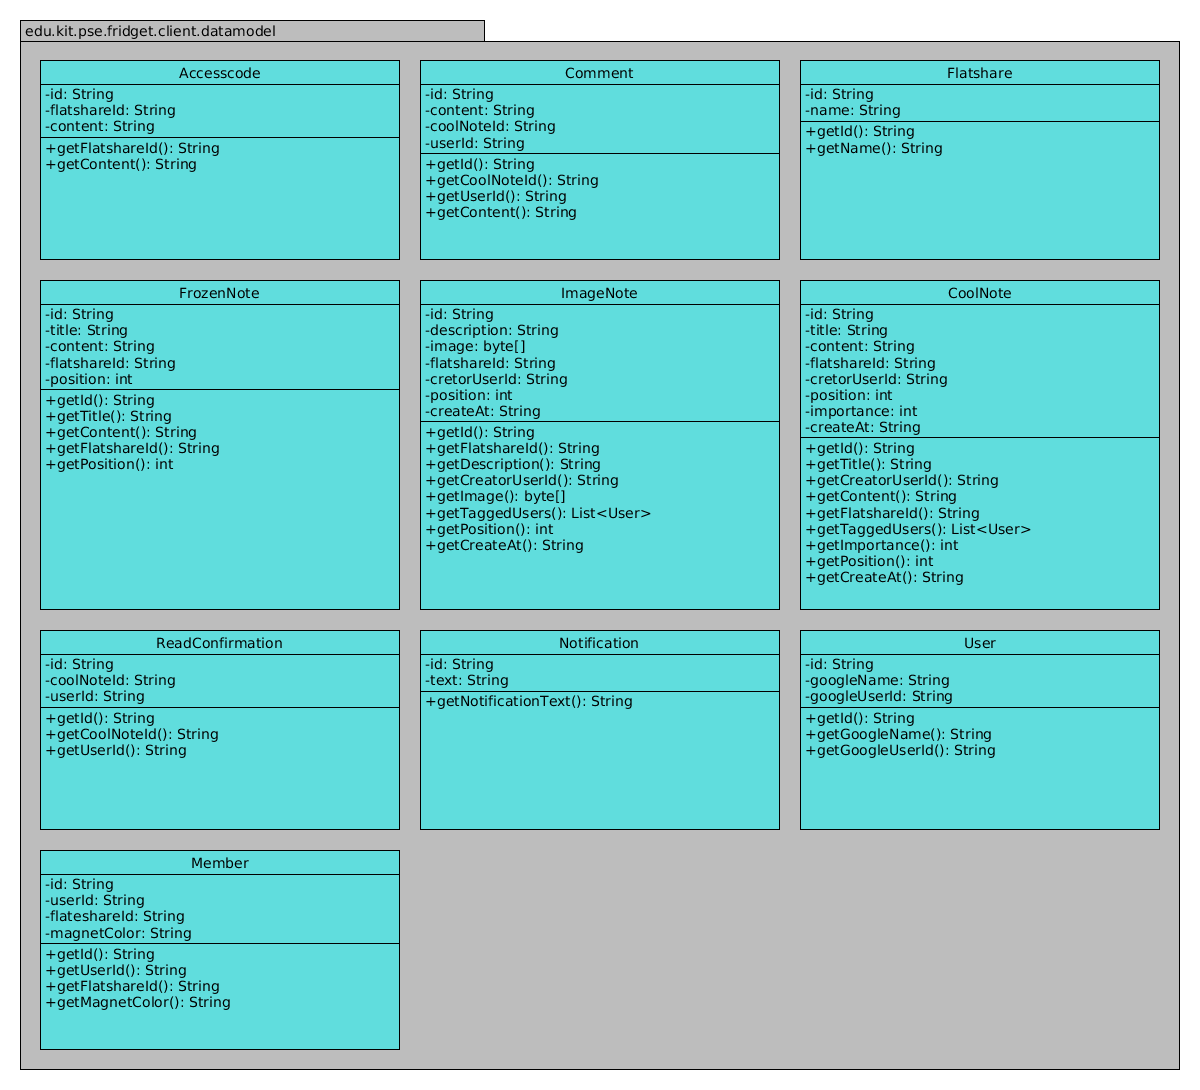 edu.kit.pse.fridget.client.datamodel
Accesscode
-id: String
-flatshareId: String
-content: String
+getFlatshareId(): String
+getContent(): String
Comment
-id: String
-content: String
-coolNoteId: String
-userId: String
+getId(): String
+getCoolNoteId(): String
+getUserId(): String
+getContent(): String
Flatshare
-id: String
-name: String
+getId(): String
+getName(): String
FrozenNote
-id: String
-title: String
-content: String
-flatshareId: String
-position: int
+getId(): String
+getTitle(): String
+getContent(): String
+getFlatshareId(): String
+getPosition(): int
ImageNote
-id: String
-description: String
-image: byte[]
-flatshareId: String
-cretorUserId: String
-position: int
-createAt: String
+getId(): String
+getFlatshareId(): String
+getDescription(): String
+getCreatorUserId(): String
+getImage(): byte[]
+getTaggedUsers(): List<User>
+getPosition(): int
+getCreateAt(): String
CoolNote
-id: String
-title: String
-content: String
-flatshareId: String
-cretorUserId: String
-position: int
-importance: int
-createAt: String
+getId(): String
+getTitle(): String
+getCreatorUserId(): String
+getContent(): String
+getFlatshareId(): String
+getTaggedUsers(): List<User>
+getImportance(): int
+getPosition(): int
+getCreateAt(): String
ReadConfirmation
-id: String
-coolNoteId: String
-userId: String
+getId(): String
+getCoolNoteId(): String
+getUserId(): String
Notification
-id: String
-text: String
+getNotificationText(): String
User
-id: String
-googleName: String
-googleUserId: String
+getId(): String
+getGoogleName(): String
+getGoogleUserId(): String
Member
-id: String
-userId: String
-flateshareId: String
-magnetColor: String
+getId(): String
+getUserId(): String
+getFlatshareId(): String
+getMagnetColor(): String